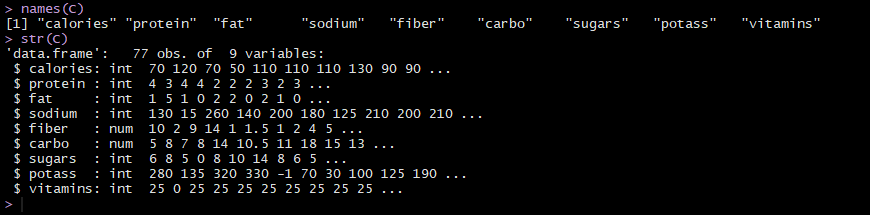 > names(C)
[1] "calories" "protein"  "fat"      "sodium"   "fiber"    "carbo"    "sugars"   "potass"   "vitamins"
> str(C)
'data.frame':   77 obs. of  9 variables:
 $ calories: int  70 120 70 50 110 110 110 130 90 90 ...
 $ protein : int  4 3 4 4 2 2 2 3 2 3 ...
 $ fat     : int  1 5 1 0 2 2 0 2 1 0 ...
 $ sodium  : int  130 15 260 140 200 180 125 210 200 210 ...
 $ fiber   : num  10 2 9 14 1 1.5 1 2 4 5 ...
 $ carbo   : num  5 8 7 8 14 10.5 11 18 15 13 ...
 $ sugars  : int  6 8 5 0 8 10 14 8 6 5 ...
 $ potass  : int  280 135 320 330 -1 70 30 100 125 190 ...
 $ vitamins: int  25 0 25 25 25 25 25 25 25 25 ...
>